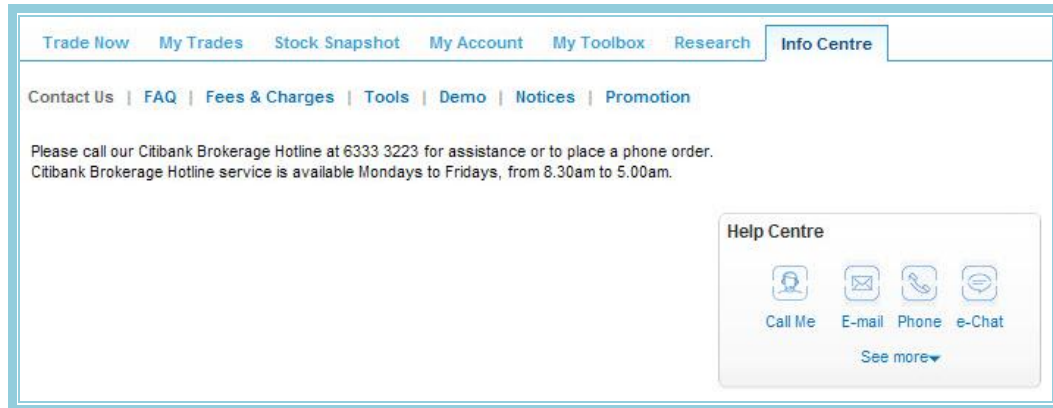 Trade Now My Trades Stock Snapshot My Account My Toolbox Research Info Centre
Contact Us | FAQ | Fees & Charges | Tools | Demo | Notices | Promotion
Please call our Citibank Brokerage Hotline at 6333 3223 for assistance or to place a phone order.
Citibank Brokerage Hotline service is available Mondays to Fridays, from 8.30am to 5.00am.
Help Centre
Call Me E-mail Phone e-Chat
See more